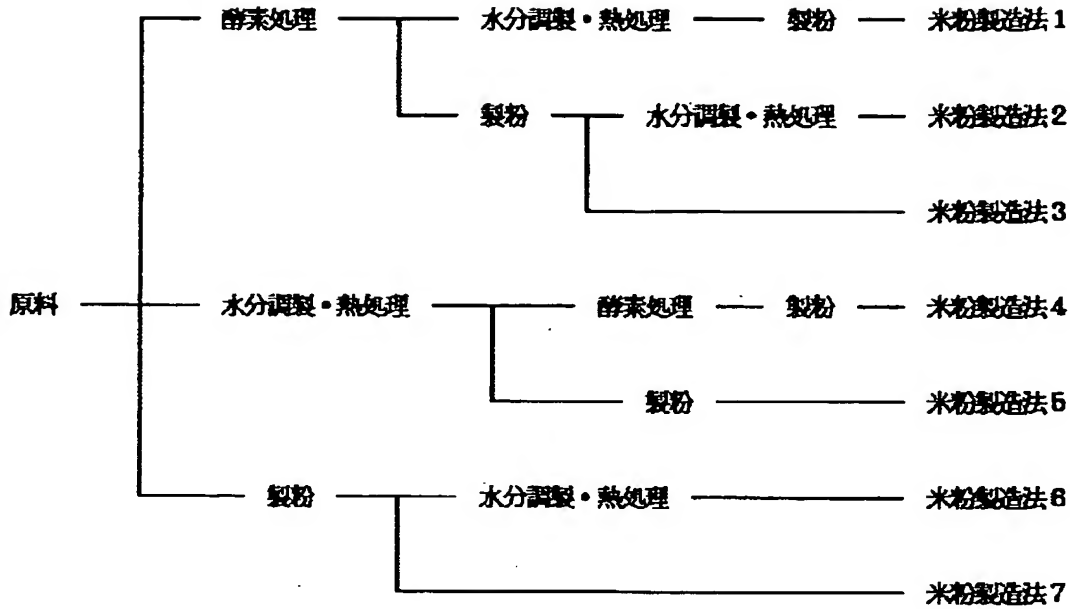 酵素処理 水分調製・熱処理 製粉 米粉製造法1
製粉 水分調製・熱処理 米粉製造法2
米粉製造法3
原料 水分調製・熱処理 酵素処理 製粉 米粉製造法4
製粉 米粉製造法5
製粉 水分調製・熱処理 米粉製造法6
米粉製造法7